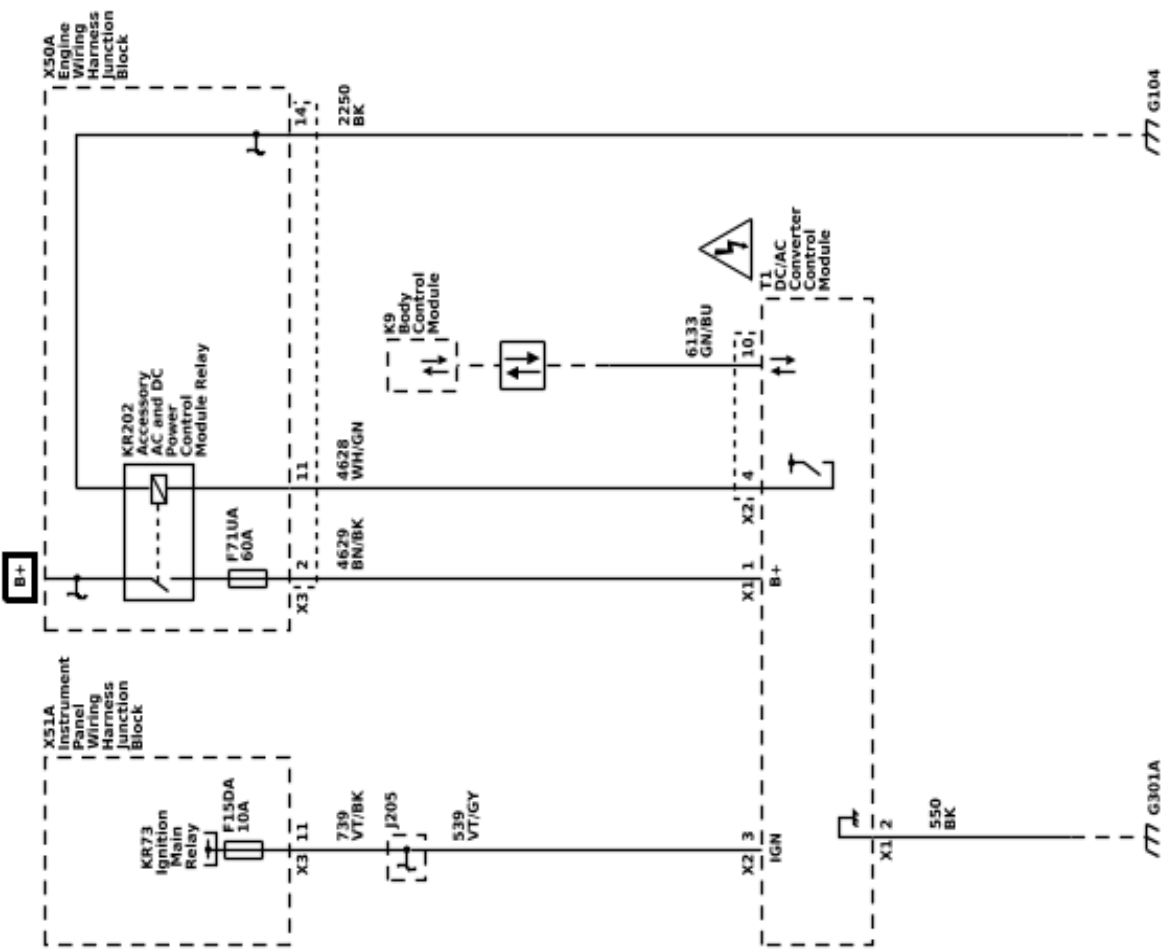 X51A
Instrument
Panel
Wiring
Harness
Junction
Block
KR73
Ignition
Main
Relay
F15DA
10A
X3
11
739
VT/BK
J205
539
VT/GY
X2
3
IGN
X1
2
550
BK
G301A
B+
X50A
Engine
Wiring
Harness
Junction
Block
KR202
Accessory
AC and DC
Power
Control
Module Relay
F71UA
60A
X3
2
11
14
4629
BN/BK
4628
WH/GN
2250
BK
K9
Body
Control
Module
6133
GN/BU
X1
1
B+
X2
4
10
T1
DC/AC
Converter
Control
Module
G104